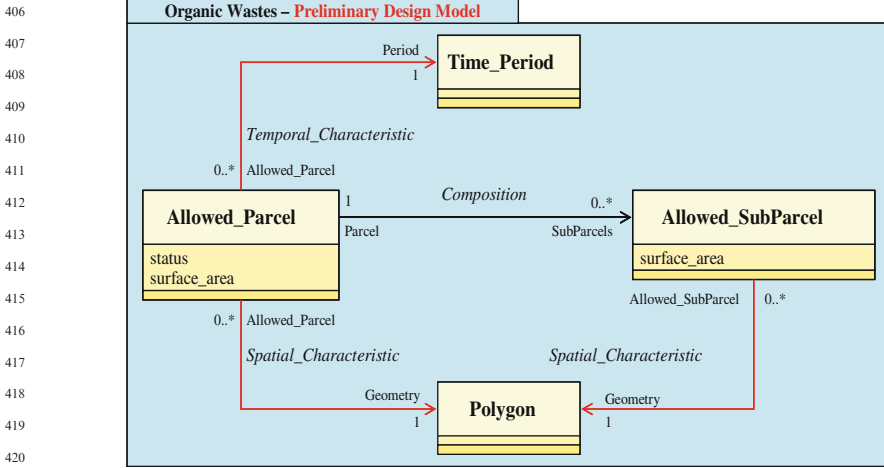 406
Organic Wastes – Preliminary Design Model
407
Period
Time_Period
408
1
409
410
Temporal_Characteristic
411
0..* Allowed_Parcel
412
1
Composition
0..*
Allowed_Parcel
Allowed_SubParcel
413
Parcel
SubParcels
414
status
surface_area
surface_area
415
Allowed_SubParcel 0..*
416
0..* Allowed_Parcel
417
Spatial_Characteristic
Spatial_Characteristic
418
Geometry
Polygon
Geometry
419
1
1
420